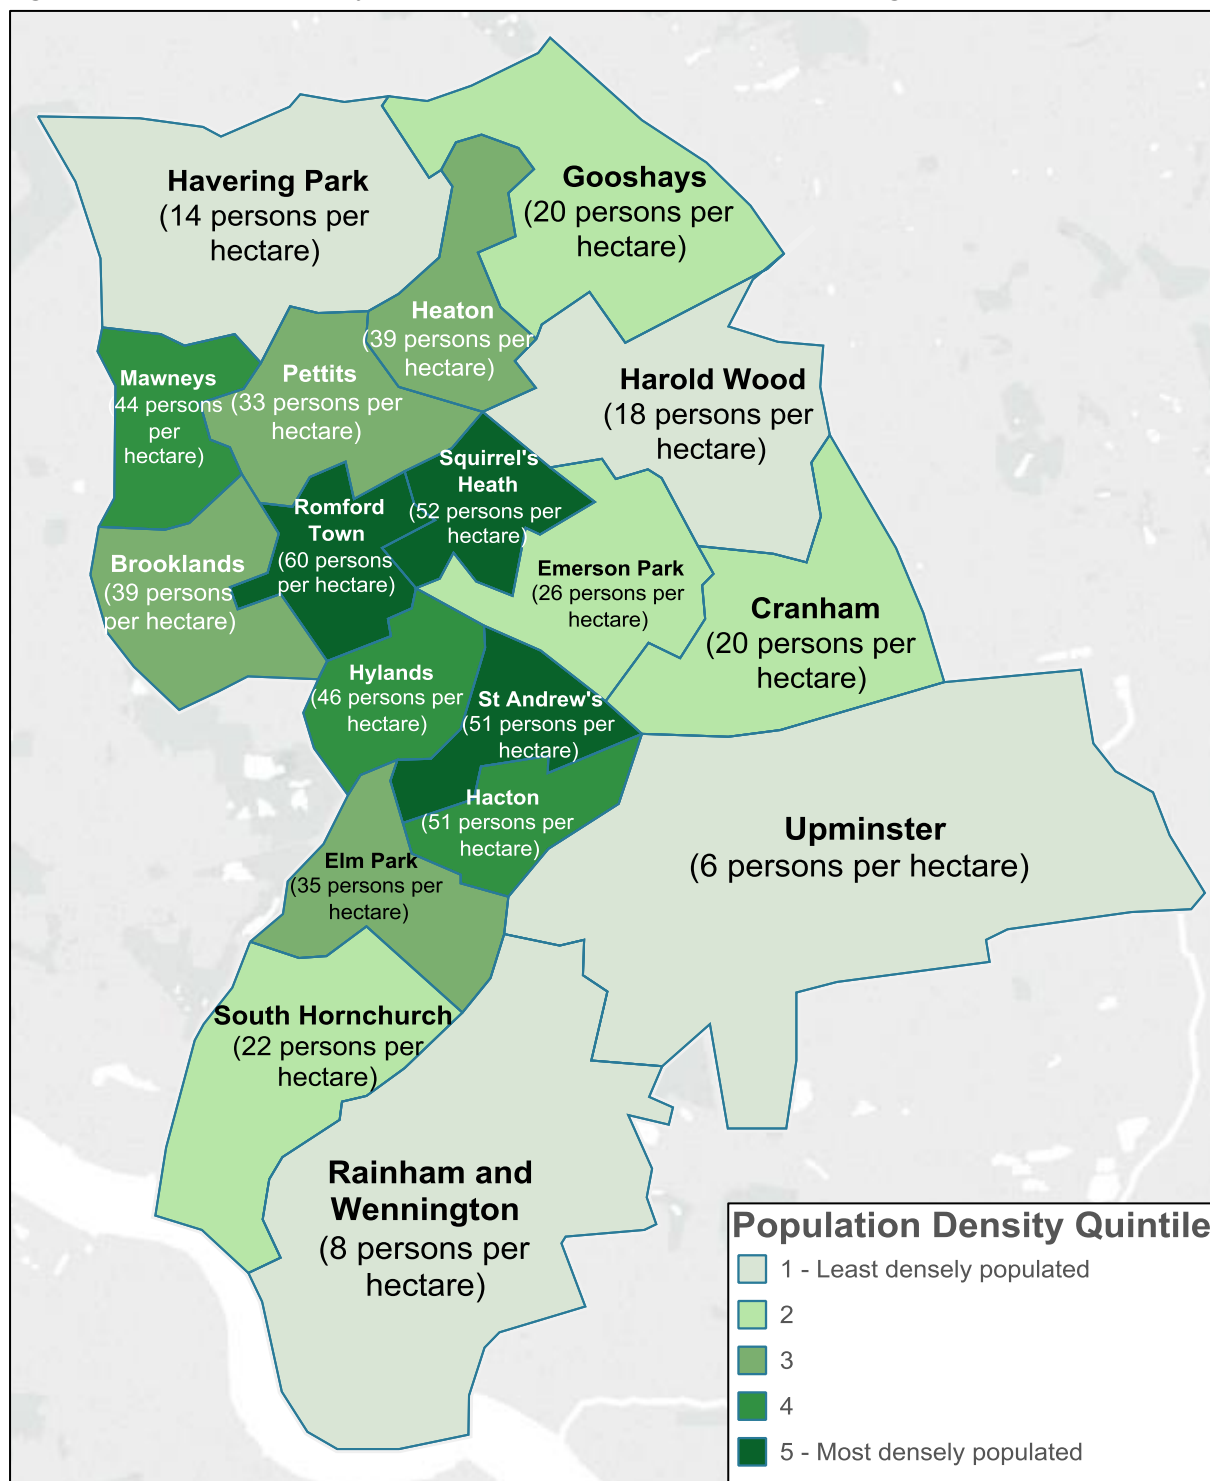 Havering Park
(14 persons per
hectare)
Gooshays
(20 persons per
hectare)
Heaton
(39 persons per
hectare)
Mawneys
(44 persons
per
hectare)
Pettits
(33 persons per
hectare)
Harold Wood
(18 persons per
hectare)
Squirrel's
Heath
(52 persons per
hectare)
Romford
Town
(60 persons
per hectare)
Brooklands
(39 persons
per hectare)
Emerson Park
(26 persons per
hectare)
Cranham
(20 persons per
hectare)
Hylands
(46 persons per
hectare)
St Andrew's
(51 persons per
hectare)
Hacton
(51 persons per
hectare)
Upminster
(6 persons per hectare)
Elm Park
(35 persons per
hectare)
South Hornchurch
(22 persons per
hectare)
Rainham and
Wennington
(8 persons per
hectare)
Population Density Quintile
1 - Least densely populated
2
3
4
5 - Most densely populated